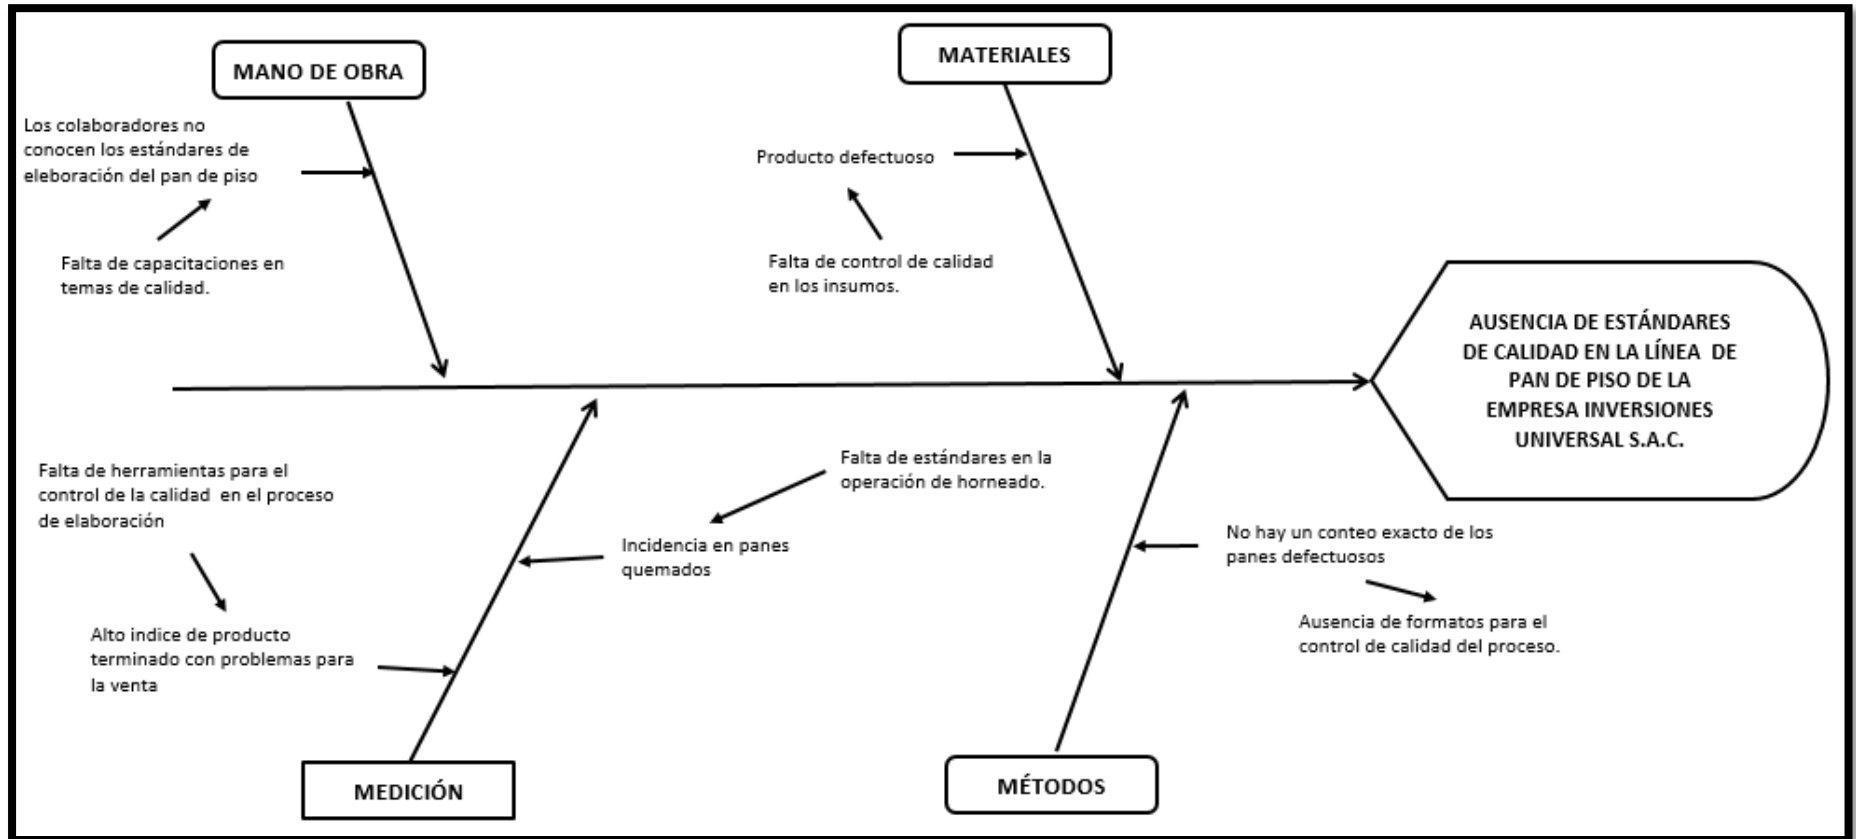 MANO DE OBRA
MATERIALES
Los colaboradores no
conocen los estándares de
eleboración del pan de piso
Falta de capacitaciones en
temas de calidad.
Producto defectuoso
Falta de control de calidad
en los insumos.
AUSENCIA DE ESTÁNDARES
DE CALIDAD EN LA LÍNEA DE
PAN DE PISO DE LA
EMPRESA INVERSIONES
UNIVERSAL S.A.C.
Falta de herramientas para el
control de la calidad en el proceso
de elaboración
Alto indice de producto
terminado con problemas para
la venta
Falta de estándares en la
operación de horneado.
Incidencia en panes
quemados
No hay un conteo exacto de los
panes defectuosos
Ausencia de formatos para el
control de calidad del proceso.
MEDICIÓN
MÉTODOS